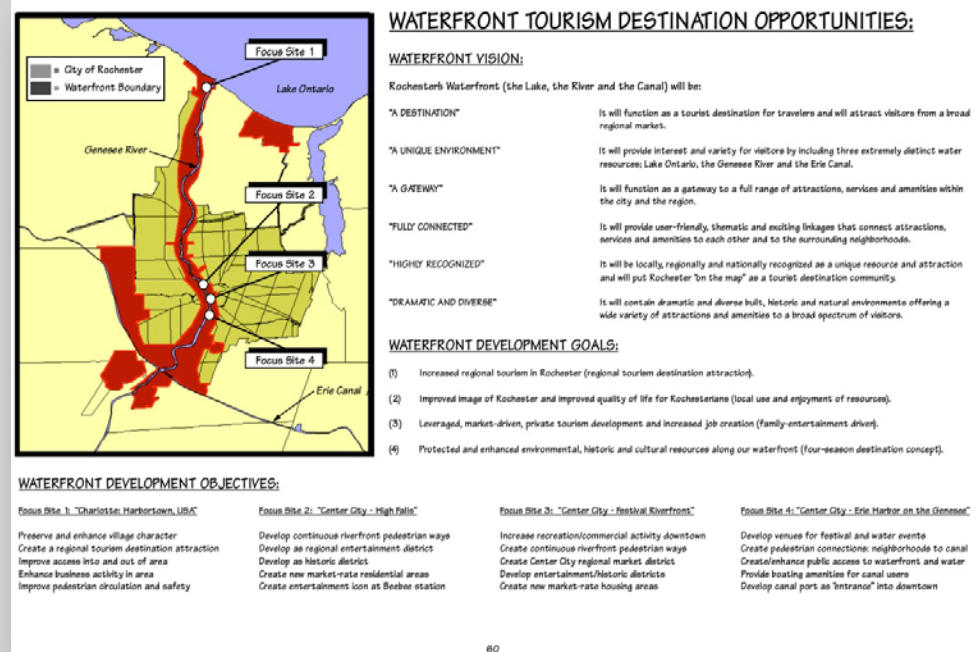 WATERFRONT TOURISM DESTINATION OPPORTUNITIES:
Focus Site 1
= City of Rochester
= Waterfront Boundary
Lake Ontario
Genesee River
Focus Site 2
Focus Site 3
Focus Site 4
Erie Canal
WATERFRONT VISION:
Rochester's Waterfront (the Lake, the River and the Canal) will be:
"A DESTINATION"
It will function as a tourist destination for travelers and will attract visitors from a broad
regional market.
"A UNIQUE ENVIRONMENT"
It will provide interest and variety for visitors by including three extremely distinct water
resources; Lake Ontario, the Genesee River and the Erie Canal.
"A GATEWAY"
It will function as a gateway to a full range of attractions, services and amenities within
the city and the region.
"FULLY CONNECTED"
It will provide user-friendly, thematic and exciting linkages that connect attractions,
services and amenities to each other and to the surrounding neighborhoods.
"HIGHLY RECOGNIZED"
It will be locally, regionally and nationally recognized as a unique resource and attraction
and will put Rochester "on the map" as a tourist destination community.
"DRAMATIC AND DIVERSE"
It will contain dramatic and diverse built, historic and natural environments offering a
wide variety of attractions and amenities to a broad spectrum of visitors.
WATERFRONT DEVELOPMENT GOALS:
(1) Increased regional tourism in Rochester (regional tourism destination attraction).
(2) Improved image of Rochester and improved quality of life for Rochesterians (local use and enjoyment of resources).
(3) Leveraged, market-driven, private tourism development and increased job creation (family-entertainment driven).
(4) Protected and enhanced environmental, historic and cultural resources along our waterfront (four-season destination concept).
WATERFRONT DEVELOPMENT OBJECTIVES:
Focus Site 1: "Charlotte: Harbortown, USA"
Preserve and enhance village character
Create a regional tourism destination attraction
Improve access into and out of area
Enhance business activity in area
Improve pedestrian circulation and safety
Focus Site 2: "Center City - High Falls"
Develop continuous riverfront pedestrian ways
Develop as regional entertainment district
Develop as historic district
Create new market-rate residential areas
Create entertainment icon at Beebee station
Focus Site 3: "Center City - Festival Riverfront"
Increase recreation/commercial activity downtown
Create continuous riverfront pedestrian ways
Create Center City regional market district
Develop entertainment/historic districts
Create new market-rate housing areas
Focus Site 4: "Center City - Erie Harbor on the Genesee"
Develop venues for festival and water events
Create pedestrian connections: neighborhoods to canal
Create/enhance public access to waterfront and water
Provide boating amenities for canal users
Develop canal port as "entrance" into downtown
60